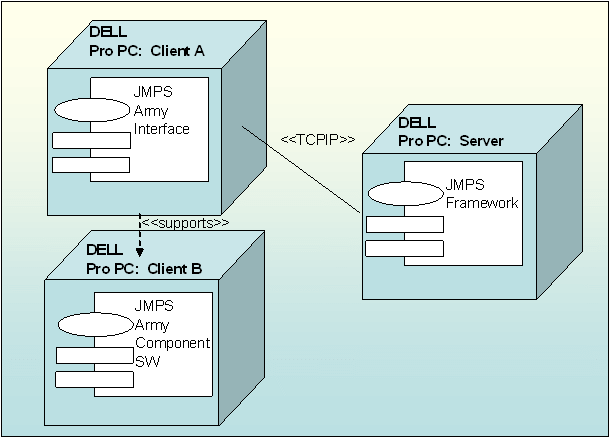 DELL
Pro PC: Client A
JMPS
Army
Interface
<<TCPIP>>
DELL
Pro PC: Server
JMPS
Framework
<<supports>>
DELL
Pro PC: Client B
JMPS
Army
Component
SW